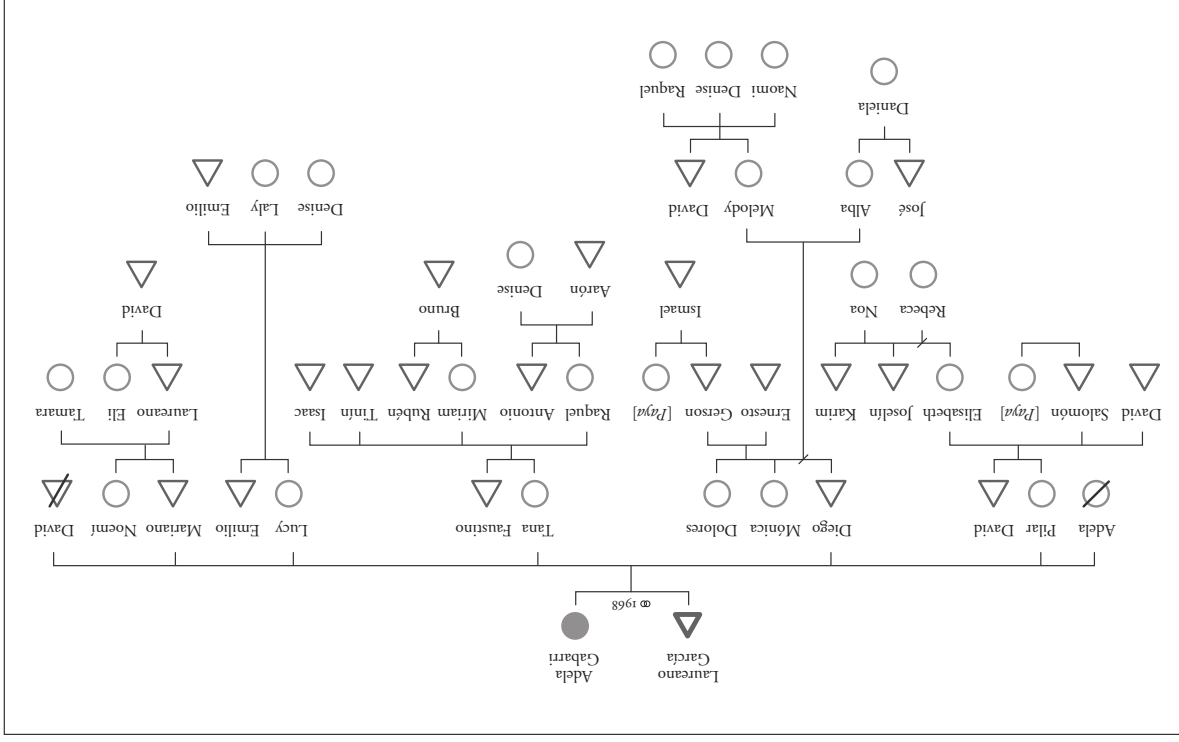 Laureano García
Adela Gabarri
⚭ 1968
Adela Pilar David Diego Mónica Dolores Tana Faustino Lucy Emilio Mariano Noemí David
David Salomón [Paya] Elisabeth Joselín Karim Ernesto Gerson [Paya] Raquel Antonio Miriam Rubén Tinín Isaac Laureano Eli Tamara
Rebeca Noa Ismael Aarón Denise Bruno David
José Alba Melody David Denise Laly Emilio
Daniela Naomi Denise Raquel